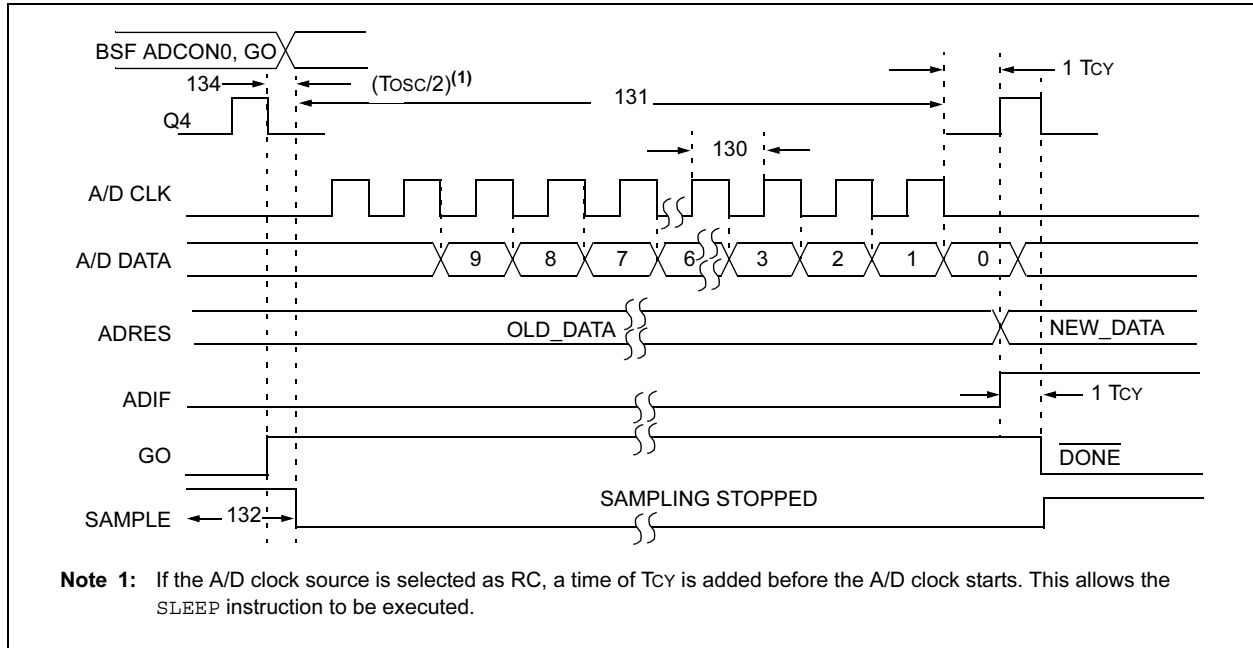 BSF ADCON0, GO
134
(TOSC/2)(1)
131
1 TCY
Q4
130
A/D CLK
A/D DATA
9 8 7 6 3 2 1 0
ADRES
OLD_DATA
NEW_DATA
ADIF
1 TCY
GO
DONE
SAMPLE
132
SAMPLING STOPPED
Note 1: If the A/D clock source is selected as RC, a time of TCY is added before the A/D clock starts. This allows the
SLEEP instruction to be executed.